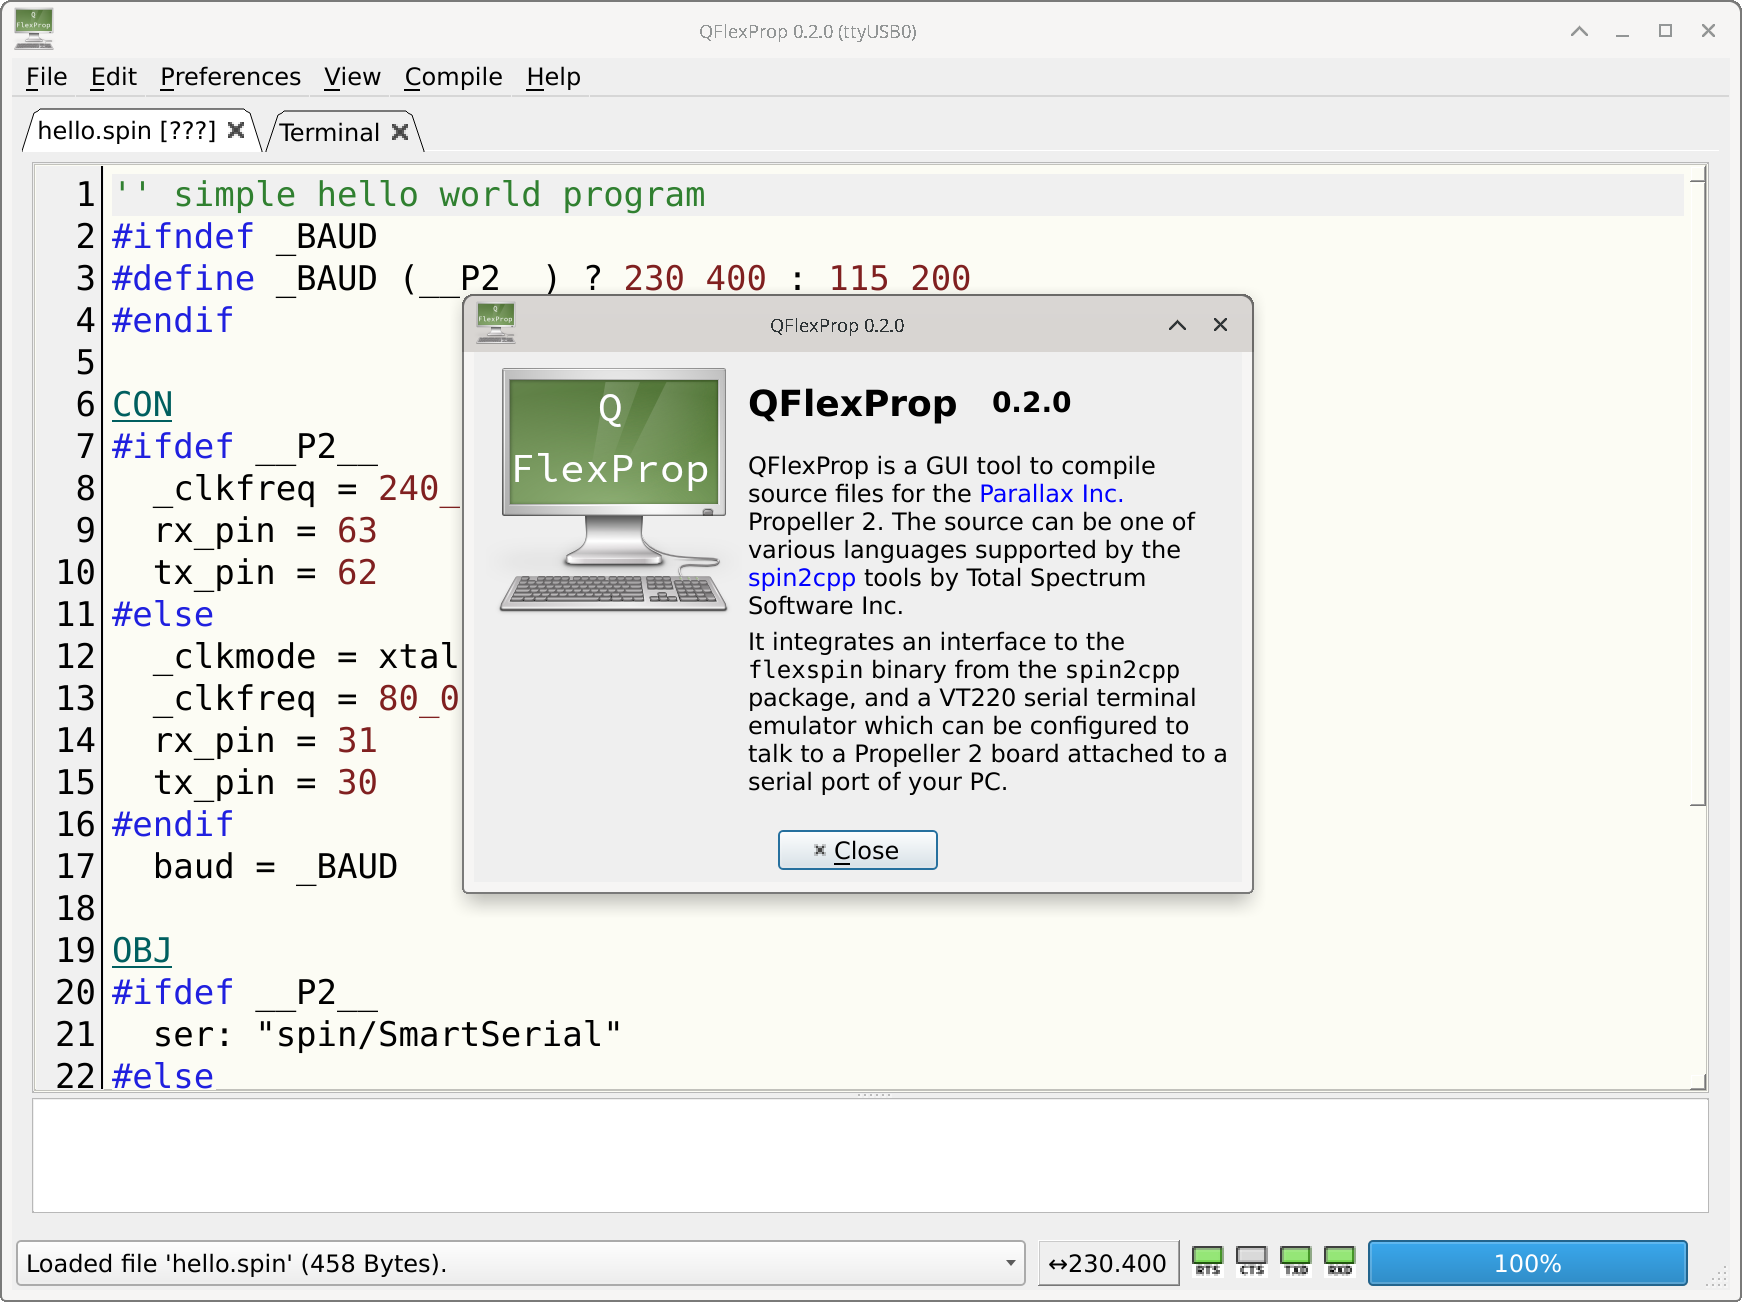 Q
FlexProp
QFlexProp 0.2.0 (ttyUSB0)
File Edit Preferences View Compile Help
hello.spin [???] Terminal
1 '' simple hello world program
2 #ifndef _BAUD
3 #define _BAUD (__P2__) ? 230_400 : 115_200
4 #endif
5
6 CON
7 #ifdef __P2__
8 _clkfreq = 240_
9 rx_pin = 63
10 tx_pin = 62
11 #else
12 _clkmode = xtal
13 _clkfreq = 80_0
14 rx_pin = 31
15 tx_pin = 30
16 #endif
17 baud = _BAUD
18
19 OBJ
20 #ifdef __P2__
21 ser: "spin/SmartSerial"
22 #else
Q
FlexProp
QFlexProp 0.2.0
Q
FlexProp
QFlexProp 0.2.0
QFlexProp is a GUI tool to compile
source files for the Parallax Inc.
Propeller 2. The source can be one of
various languages supported by the
spin2cpp tools by Total Spectrum
Software Inc.
It integrates an interface to the
flexspin binary from the spin2cpp
package, and a VT220 serial terminal
emulator which can be configured to
talk to a Propeller 2 board attached to a
serial port of your PC.
Close
Loaded file 'hello.spin' (458 Bytes).
↔230.400
RTS CTS TXD RXD
100%